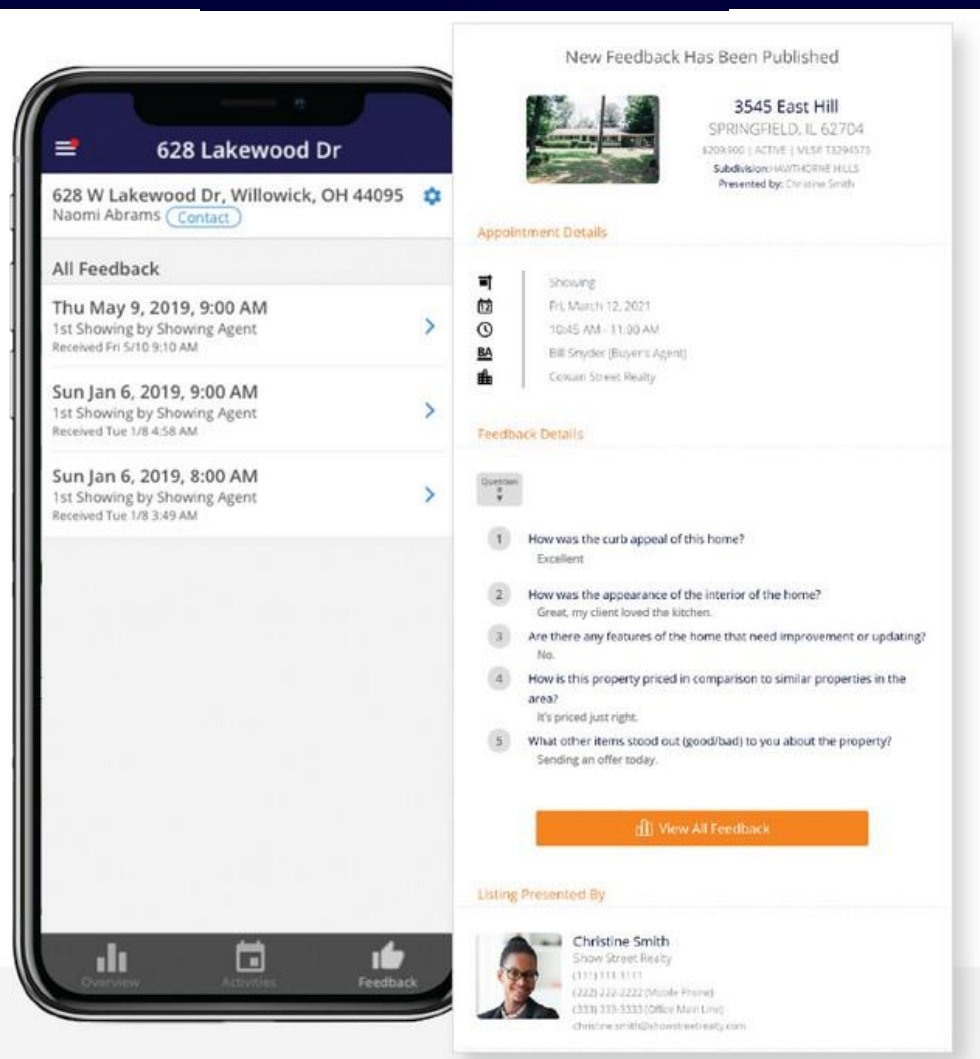 628 Lakewood Dr
628 W Lakewood Dr, Willowick, OH 44095
Naomi Abrams Contact
All Feedback
Thu May 9, 2019, 9:00 AM
1st Showing by Showing Agent
Received Fri 5/10 9:10 AM
Sun Jan 6, 2019, 9:00 AM
1st Showing by Showing Agent
Received Tue 1/8 4:58 AM
Sun Jan 6, 2019, 8:00 AM
1st Showing by Showing Agent
Received Tue 1/8 3:49 AM
Overview Activities Feedback
New Feedback Has Been Published
3545 East Hill
SPRINGFIELD, IL 62704
$209,900 | ACTIVE | MLS# T3294573
Subdivision: HAWTHORNE HILLS
Presented by: Christine Smith
Appointment Details
Showing
12 Fri, March 12, 2021
10:45 AM - 11:00 AM
BA Bill Snyder (Buyer's Agent)
Cowan Street Realty
Feedback Details
Question
#
1 How was the curb appeal of this home?
Excellent
2 How was the appearance of the interior of the home?
Great, my client loved the kitchen.
3 Are there any features of the home that need improvement or updating?
No.
4 How is this property priced in comparison to similar properties in the
area?
It's priced just right.
5 What other items stood out (good/bad) to you about the property?
Sending an offer today.
View All Feedback
Listing Presented By
Christine Smith
Show Street Realty
(111) 111-1111
(222) 222-2222 (Mobile Phone)
(333) 333-3333 (Office Main Line)
christine.smith@showstreetrealty.com